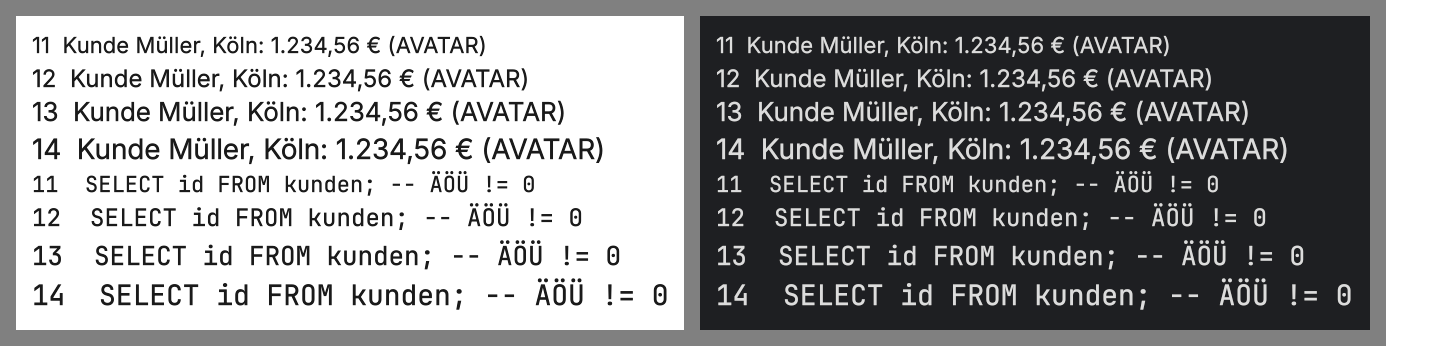 11 Kunde Müller, Köln: 1.234,56 € (AVATAR)
12 Kunde Müller, Köln: 1.234,56 € (AVATAR)
13 Kunde Müller, Köln: 1.234,56 € (AVATAR)
14 Kunde Müller, Köln: 1.234,56 € (AVATAR)
11 SELECT id FROM kunden; -- ÄÖÜ != 0
12 SELECT id FROM kunden; -- ÄÖÜ != 0
13 SELECT id FROM kunden; -- ÄÖÜ != 0
14 SELECT id FROM kunden; -- ÄÖÜ != 0
11 Kunde Müller, Köln: 1.234,56 € (AVATAR)
12 Kunde Müller, Köln: 1.234,56 € (AVATAR)
13 Kunde Müller, Köln: 1.234,56 € (AVATAR)
14 Kunde Müller, Köln: 1.234,56 € (AVATAR)
11 SELECT id FROM kunden; -- ÄÖÜ != 0
12 SELECT id FROM kunden; -- ÄÖÜ != 0
13 SELECT id FROM kunden; -- ÄÖÜ != 0
14 SELECT id FROM kunden; -- ÄÖÜ != 0